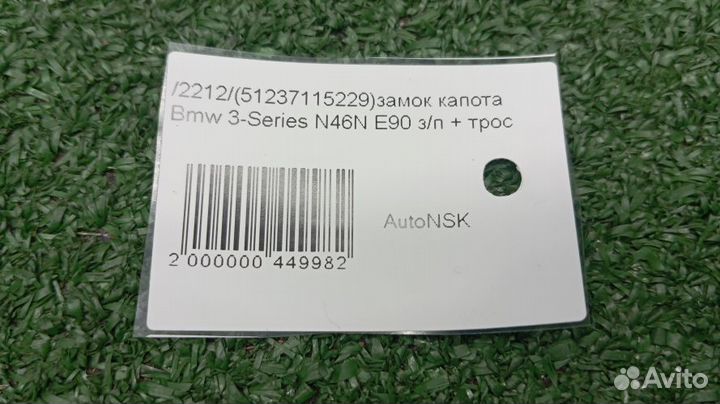 /2212/(51237115229)замок капота
Bmw 3-Series N46N E90 з/п + трос
AutoNSK
2 000000 449982
Avito